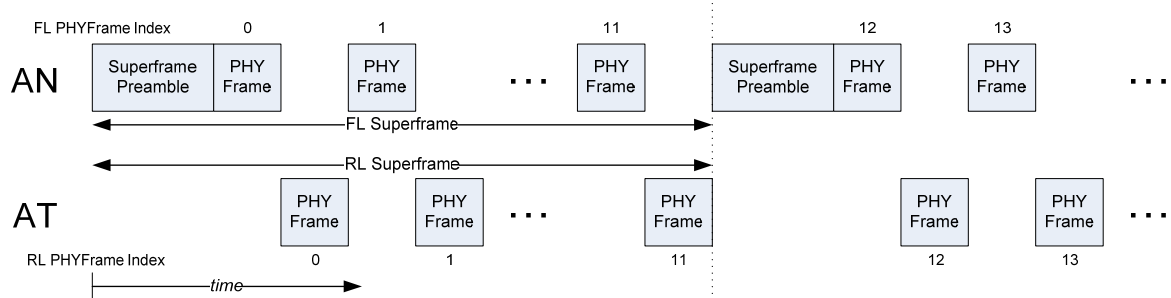 FL PHYFrame Index 0 1 11 12 13
AN
Superframe
Preamble
PHY
Frame
PHY
Frame
...
PHY
Frame
Superframe
Preamble
PHY
Frame
PHY
Frame
...
FL Superframe
RL Superframe
AT
PHY
Frame
PHY
Frame
...
PHY
Frame
PHY
Frame
PHY
Frame
...
RL PHYFrame Index 0 1 11 12 13
time